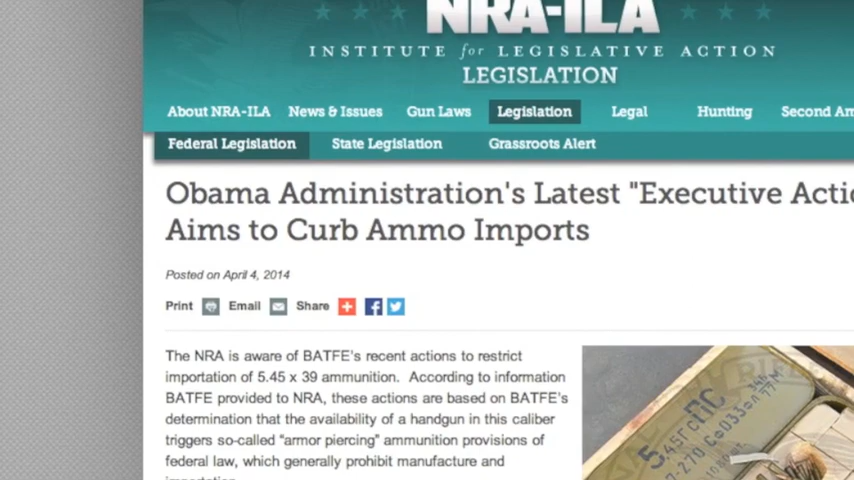 NRA-ILA
INSTITUTE for LEGISLATIVE ACTION
LEGISLATION
About NRA-ILA News & Issues Gun Laws Legislation Legal Hunting Second Am
Federal Legislation State Legislation Grassroots Alert
Obama Administration's Latest "Executive Actio
Aims to Curb Ammo Imports
Posted on April 4, 2014
Print Email Share
The NRA is aware of BATFE's recent actions to restrict
importation of 5.45 x 39 ammunition. According to information
BATFE provided to NRA, these actions are based on BATFE's
determination that the availability of a handgun in this caliber
triggers so-called "armor piercing" ammunition provisions of
federal law, which generally prohibit manufacture and